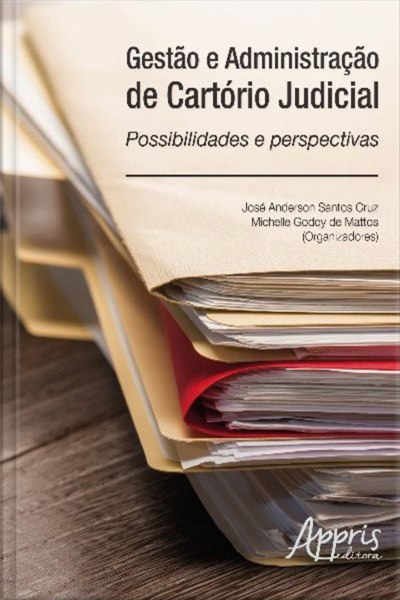 Gestão e Administração
de Cartório Judicial
Possibilidades e perspectivas
José Anderson Santos Cruz
Michelle Godoy de Mattos
(Organizadores)
Appris
editora